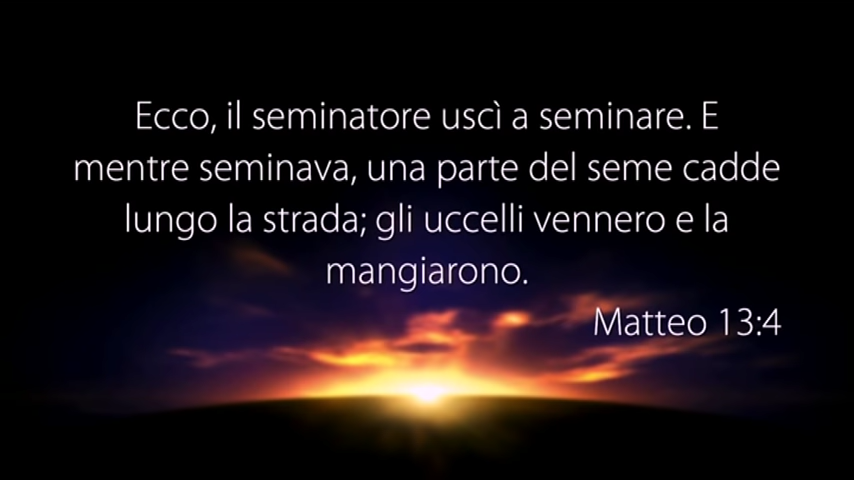 Ecco, il seminatore uscì a seminare. E
mentre seminava, una parte del seme cadde
lungo la strada; gli uccelli vennero e la
mangiarono.
Matteo 13:4